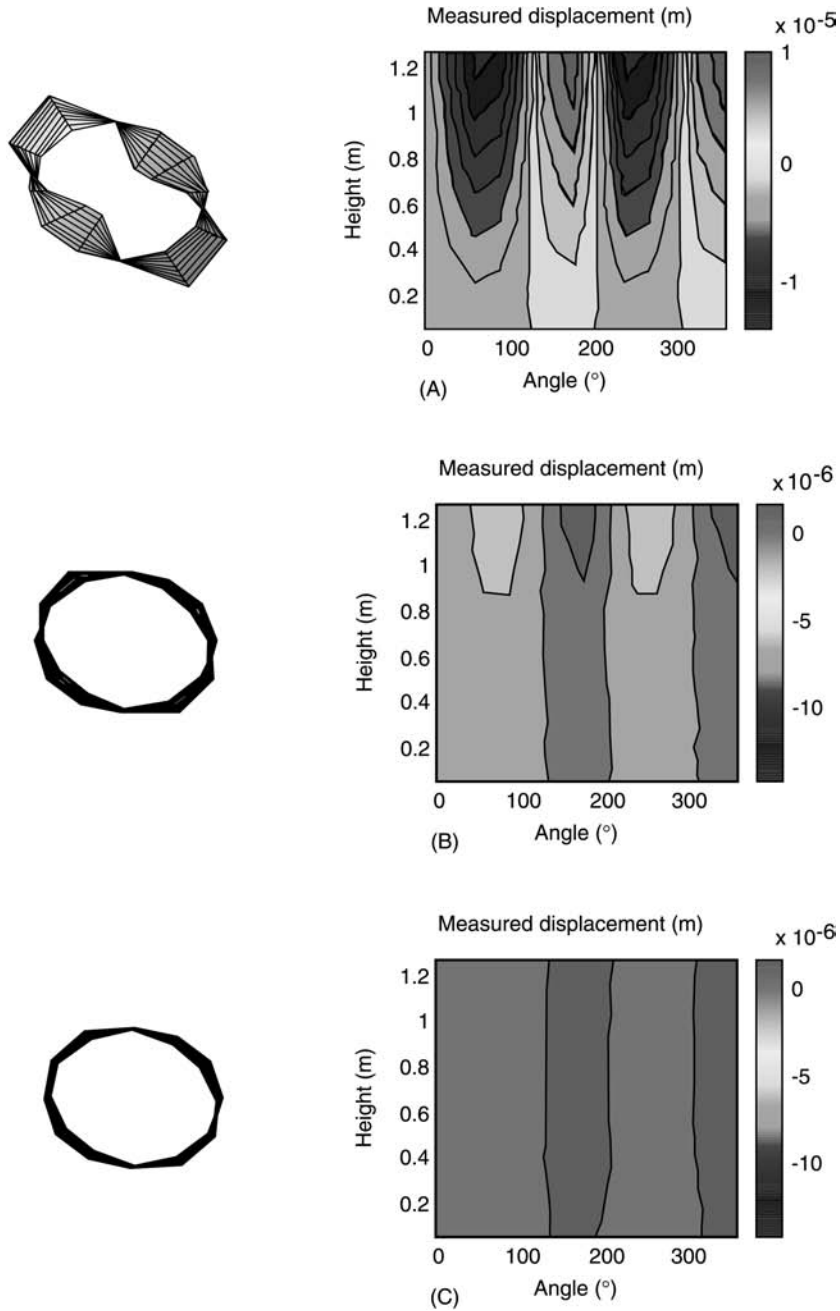 Measured displacement (m)
x 10-5
1.2
1
0.8
0.6
0.4
0.2
Height (m)
0 100 200 300
Angle (°)
(A)
1
0
-1
Measured displacement (m)
x 10-6
1.2
1
0.8
0.6
0.4
0.2
Height (m)
0 100 200 300
Angle (°)
(B)
0
-5
-10
Measured displacement (m)
x 10-6
1.2
1
0.8
0.6
0.4
0.2
Height (m)
0 100 200 300
Angle (°)
(C)
0
-5
-10